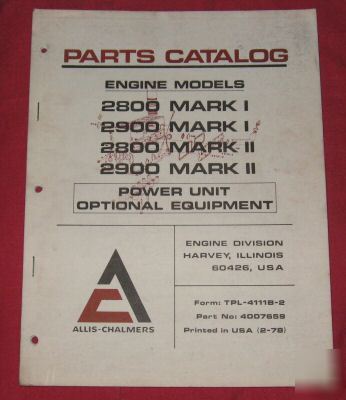 PARTS CATALOG
ENGINE MODELS
2800 MARK I
2900 MARK I
2800 MARK II
2900 MARK II
POWER UNIT
OPTIONAL EQUIPMENT
ENGINE DIVISION
HARVEY, ILLINOIS
60426, USA
ALLIS-CHALMERS
Form: TPL-4111B-2
Part No: 4007659
Printed in USA (2-78)